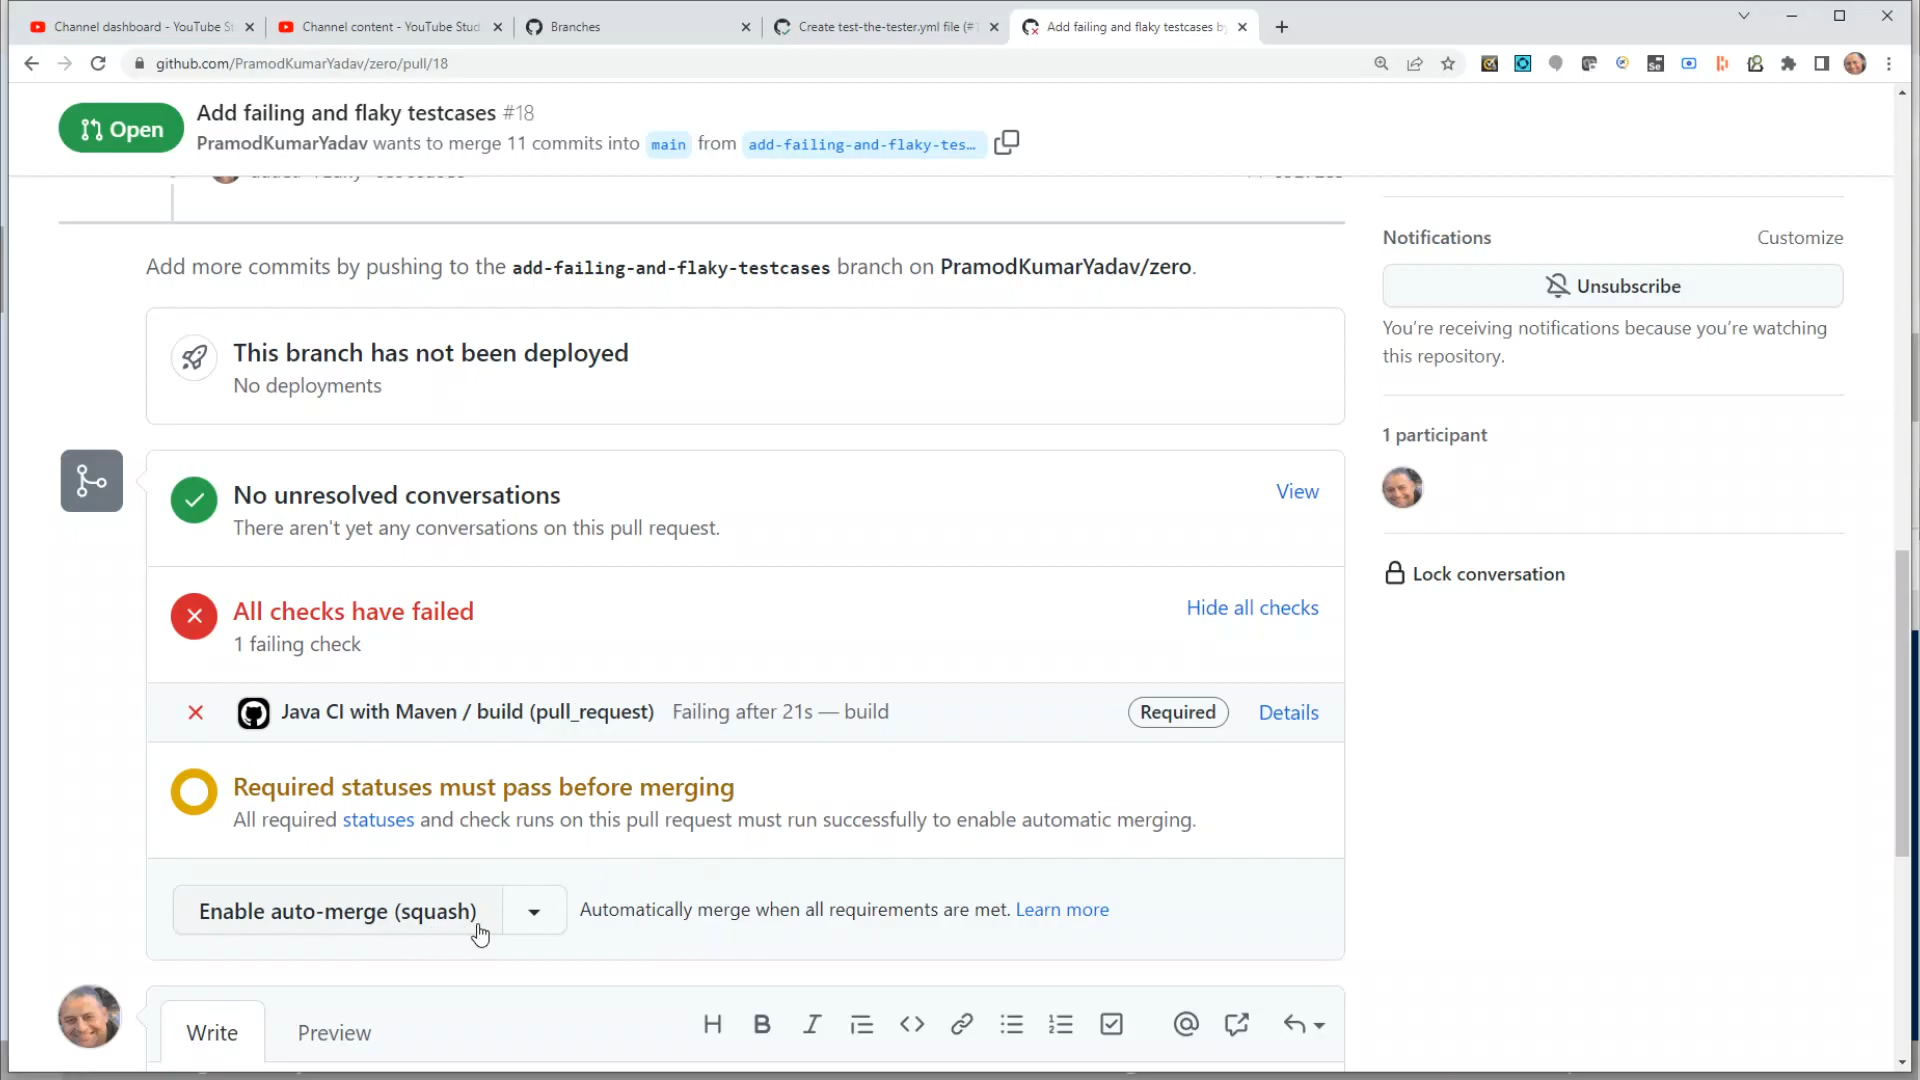 Channel dashboard - YouTube St
Channel content - YouTube Stud
Branches
Create test-the-tester.yml file (#1
Add failing and flaky testcases by
github.com/PramodKumarYadav/zero/pull/18
Open
Add failing and flaky testcases #18
PramodKumarYadav wants to merge 11 commits into main from add-failing-and-flaky-tes…
Add more commits by pushing to the add-failing-and-flaky-testcases branch on PramodKumarYadav/zero.
This branch has not been deployed
No deployments
No unresolved conversations
View
There aren't yet any conversations on this pull request.
All checks have failed
Hide all checks
1 failing check
Java CI with Maven / build (pull_request) Failing after 21s — build
Required
Details
Required statuses must pass before merging
All required statuses and check runs on this pull request must run successfully to enable automatic merging.
Enable auto-merge (squash)
Automatically merge when all requirements are met. Learn more
Write
Preview
Notifications
Customize
Unsubscribe
You're receiving notifications because you're watching
this repository.
1 participant
Lock conversation